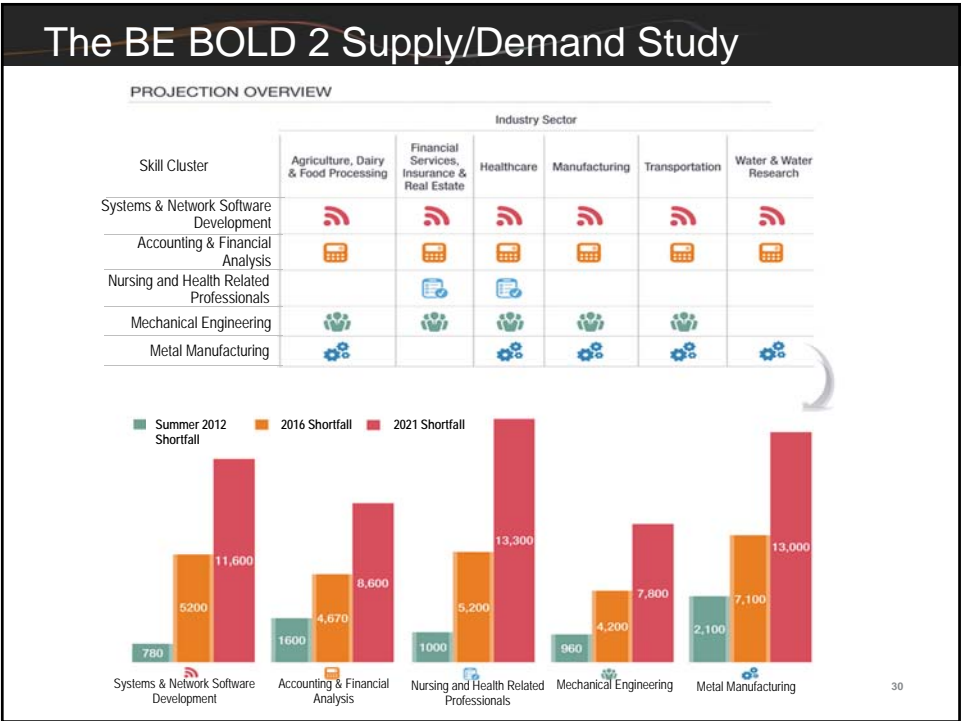 The BE BOLD 2 Supply/Demand Study
PROJECTION OVERVIEW
Industry Sector
Skill Cluster
Agriculture, Dairy
& Food Processing
Financial
Services,
Insurance &
Real Estate
Healthcare
Manufacturing
Transportation
Water & Water
Research
Systems & Network Software
Development
Accounting & Financial
Analysis
Nursing and Health Related
Professionals
Mechanical Engineering
Metal Manufacturing
Summer 2012
Shortfall
2016 Shortfall
2021 Shortfall
780
5200
11,600
1600
4,670
8,600
1000
5,200
13,300
960
4,200
7,800
2,100
7,100
13,000
Systems & Network Software
Development
Accounting & Financial
Analysis
Nursing and Health Related
Professionals
Mechanical Engineering
Metal Manufacturing
30